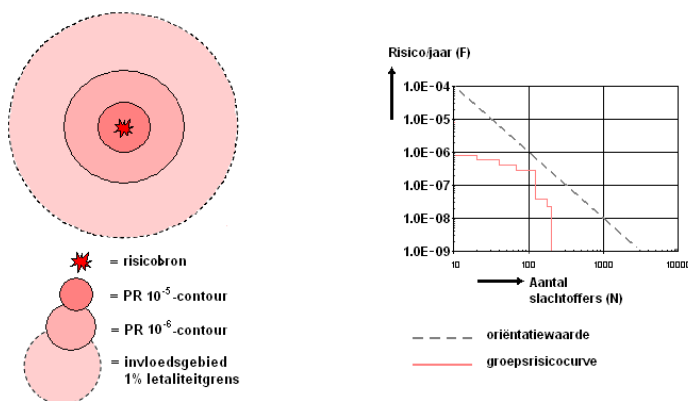 = risicobron
= PR 10⁻⁵-contour
= PR 10⁻⁶-contour
= invloedsgebied
1% letaliteitgrens
Risico/jaar (F)
1.0E-04
1.0E-05
1.0E-06
1.0E-07
1.0E-08
1.0E-09
10 100 1000 10000
Aantal
slachtoffers (N)
oriëntatiewaarde
groepsrisicocurve